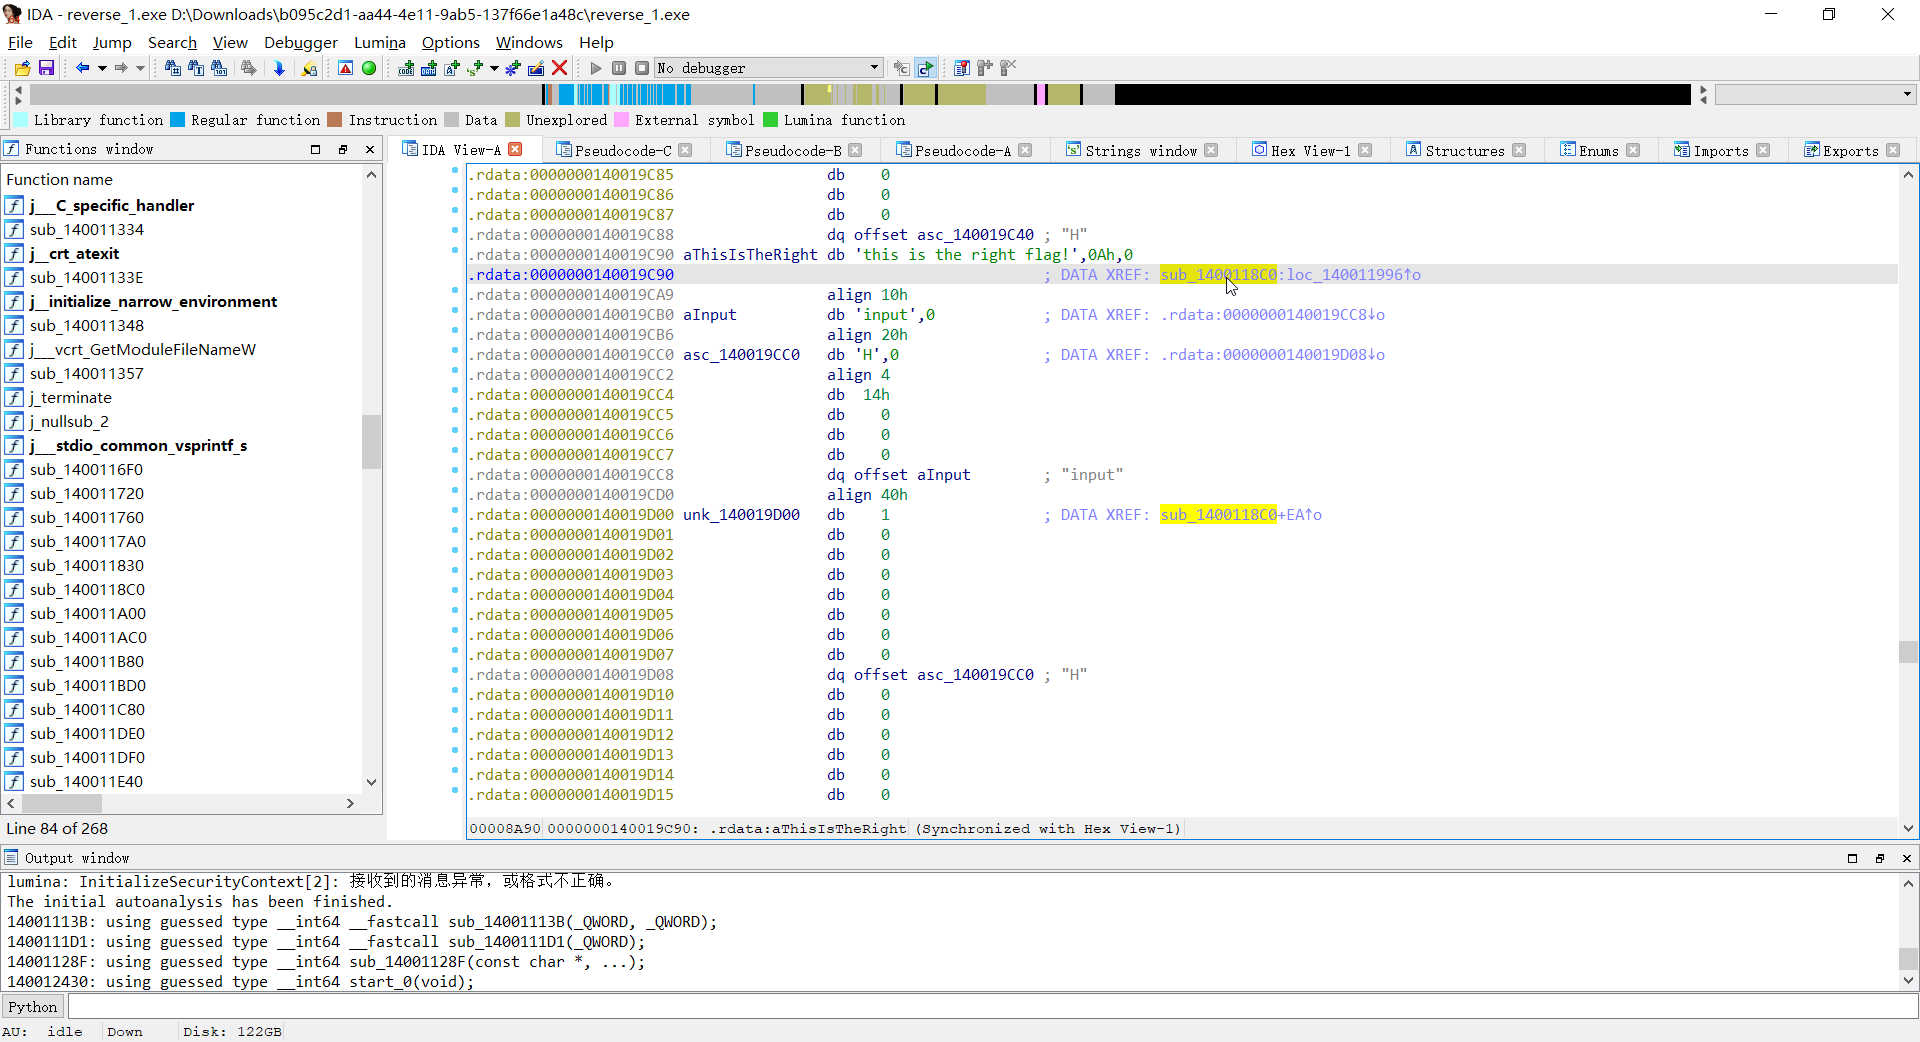 IDA - reverse_1.exe D:\Downloads\b095c2d1-aa44-4e11-9ab5-137f66e1a48c\reverse_1.exe
File Edit Jump Search View Debugger Lumina Options Windows Help
No debugger
Library function Regular function Instruction Data Unexplored External symbol Lumina function
Functions window
IDA View-A Pseudocode-C Pseudocode-B Pseudocode-A Strings window Hex View-1 Structures Enums Imports Exports
Function name
j___C_specific_handler
sub_140011334
j__crt_atexit
sub_14001133E
j__initialize_narrow_environment
sub_140011348
j___vcrt_GetModuleFileNameW
sub_140011357
j_terminate
j_nullsub_2
j___stdio_common_vsprintf_s
sub_1400116F0
sub_140011720
sub_140011760
sub_1400117A0
sub_140011830
sub_1400118C0
sub_140011A00
sub_140011AC0
sub_140011B80
sub_140011BD0
sub_140011C80
sub_140011DE0
sub_140011DF0
sub_140011E40
Line 84 of 268
.rdata:0000000140019C85 db 0
.rdata:0000000140019C86 db 0
.rdata:0000000140019C87 db 0
.rdata:0000000140019C88 dq offset asc_140019C40 ; "H"
.rdata:0000000140019C90 aThisIsTheRight db 'this is the right flag!',0Ah,0
.rdata:0000000140019C90 ; DATA XREF: sub_1400118C0:loc_140011996↑o
.rdata:0000000140019CA9 align 10h
.rdata:0000000140019CB0 aInput db 'input',0 ; DATA XREF: .rdata:0000000140019CC8↓o
.rdata:0000000140019CB6 align 20h
.rdata:0000000140019CC0 asc_140019CC0 db 'H',0 ; DATA XREF: .rdata:0000000140019D08↓o
.rdata:0000000140019CC2 align 4
.rdata:0000000140019CC4 db 14h
.rdata:0000000140019CC5 db 0
.rdata:0000000140019CC6 db 0
.rdata:0000000140019CC7 db 0
.rdata:0000000140019CC8 dq offset aInput ; "input"
.rdata:0000000140019CD0 align 40h
.rdata:0000000140019D00 unk_140019D00 db 1 ; DATA XREF: sub_1400118C0+EA↑o
.rdata:0000000140019D01 db 0
.rdata:0000000140019D02 db 0
.rdata:0000000140019D03 db 0
.rdata:0000000140019D04 db 0
.rdata:0000000140019D05 db 0
.rdata:0000000140019D06 db 0
.rdata:0000000140019D07 db 0
.rdata:0000000140019D08 dq offset asc_140019CC0 ; "H"
.rdata:0000000140019D10 db 0
.rdata:0000000140019D11 db 0
.rdata:0000000140019D12 db 0
.rdata:0000000140019D13 db 0
.rdata:0000000140019D14 db 0
.rdata:0000000140019D15 db 0
00008A90 0000000140019C90: .rdata:aThisIsTheRight (Synchronized with Hex View-1)
Output window
lumina: InitializeSecurityContext[2]: 接收到的消息异常，或格式不正确。
The initial autoanalysis has been finished.
14001113B: using guessed type __int64 __fastcall sub_14001113B(_QWORD, _QWORD);
1400111D1: using guessed type __int64 __fastcall sub_1400111D1(_QWORD);
14001128F: using guessed type __int64 sub_14001128F(const char *, ...);
140012430: using guessed type __int64 start_0(void);
Python
AU: idle Down Disk: 122GB